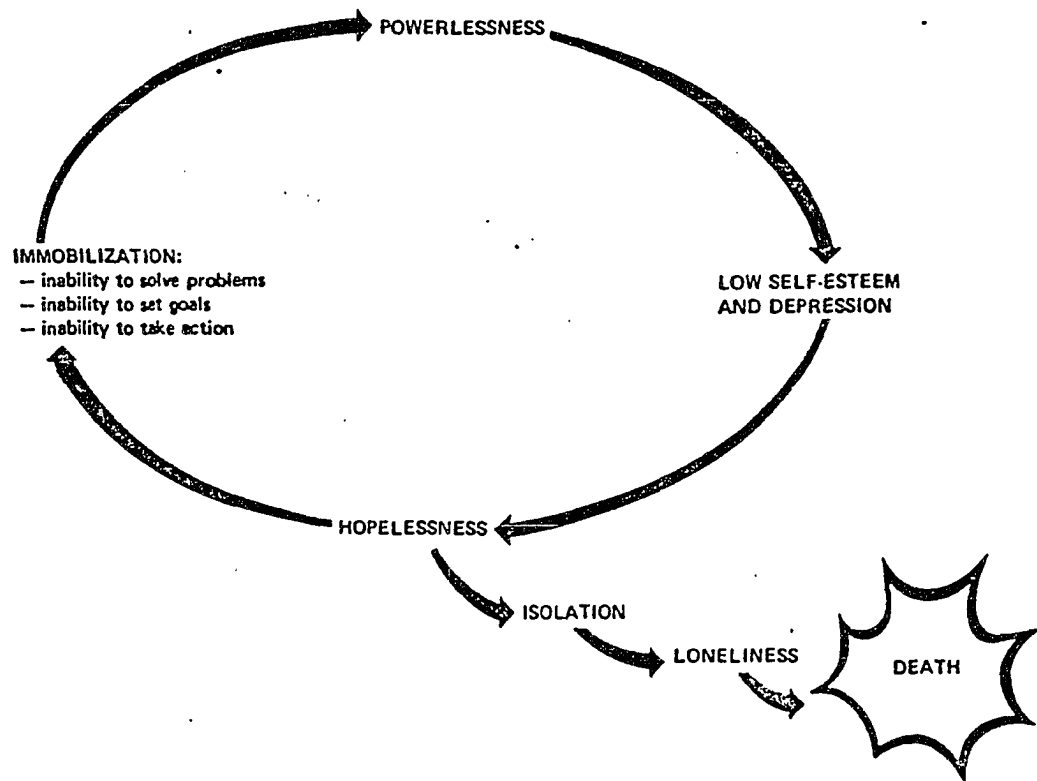 POWERLESSNESS
IMMOBILIZATION:
— inability to solve problems
— inability to set goals
— inability to take action
LOW SELF-ESTEEM
AND DEPRESSION
HOPELESSNESS
ISOLATION
LONELINESS
DEATH